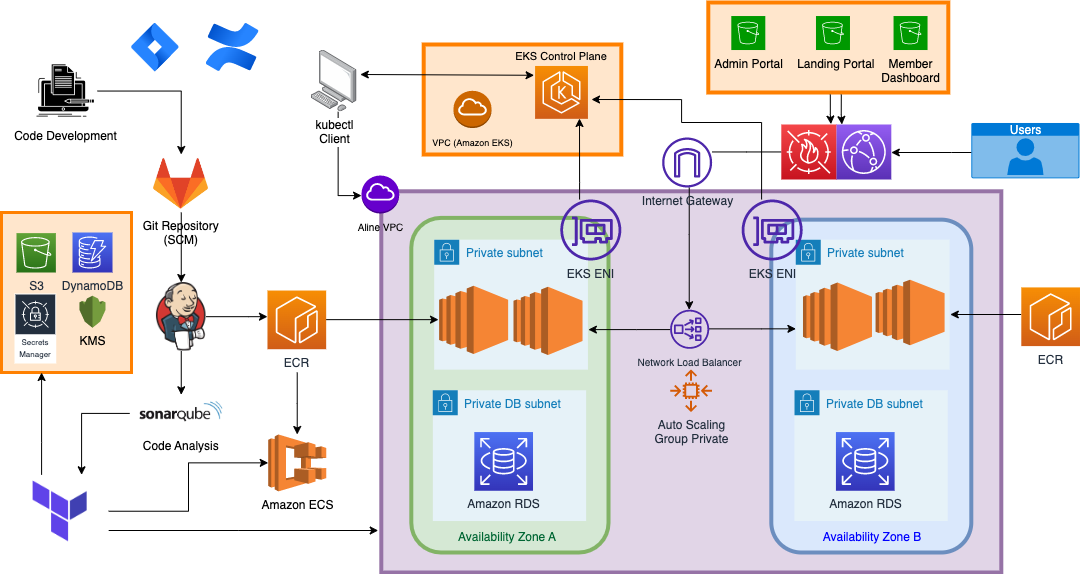 EKS Control Plane
VPC (Amazon EKS)
Admin Portal
Landing Portal
Member
Dashboard
Users
Code Development
kubectl
Client
Git Repository
(SCM)
Aline VPC
Internet Gateway
S3
DynamoDB
Secrets
Manager
KMS
ECR
Private subnet
EKS ENI
EKS ENI
Private subnet
Network Load Balancer
ECR
Auto Scaling
Group Private
sonarqube
Code Analysis
Amazon ECS
Private DB subnet
Amazon RDS
Availability Zone A
Private DB subnet
Amazon RDS
Availability Zone B
K